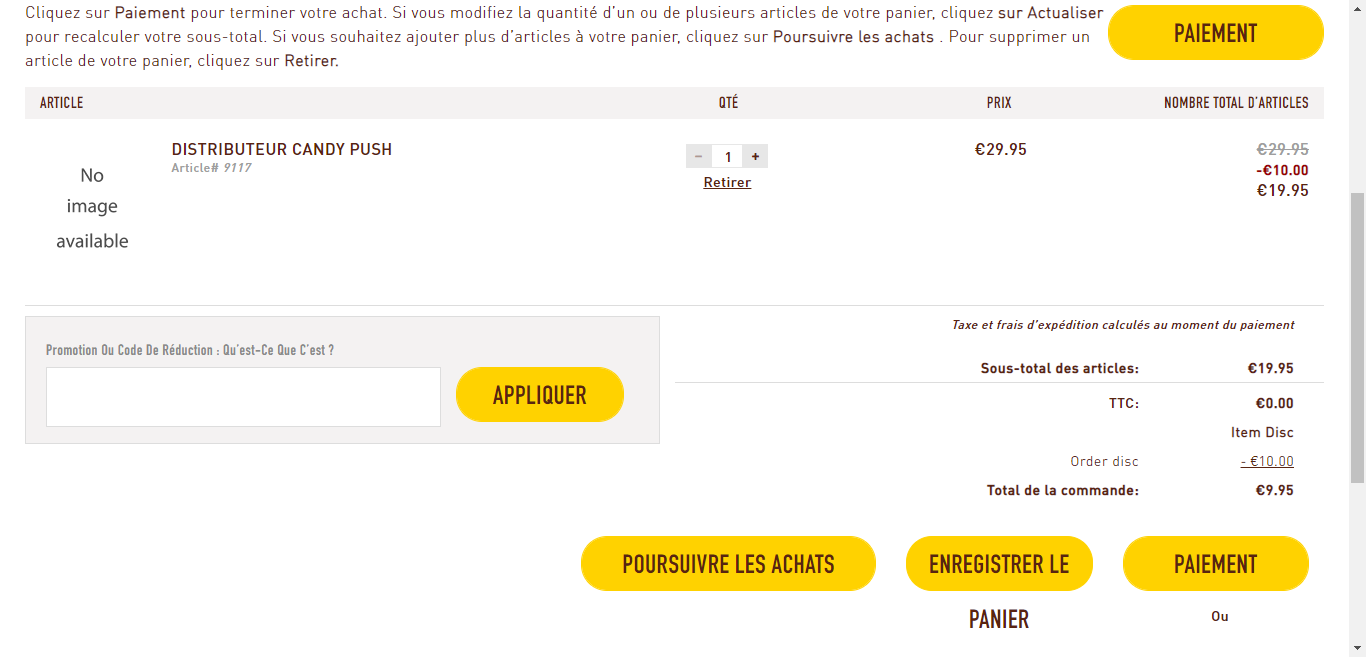 Cliquez sur Paiement pour terminer votre achat. Si vous modifiez la quantité d'un ou de plusieurs articles de votre panier, cliquez sur Actualiser
pour recalculer votre sous-total. Si vous souhaitez ajouter plus d'articles à votre panier, cliquez sur Poursuivre les achats . Pour supprimer un
article de votre panier, cliquez sur Retirer.
PAIEMENT
ARTICLE QTÉ PRIX NOMBRE TOTAL D'ARTICLES
No
image
available
DISTRIBUTEUR CANDY PUSH
Article# 9117
− 1 +
Retirer
€29.95
€29.95
-€10.00
€19.95
Promotion Ou Code De Réduction : Qu'est-Ce Que C'est ?
APPLIQUER
Taxe et frais d'expédition calculés au moment du paiement
Sous-total des articles: €19.95
TTC: €0.00
Item Disc
Order disc - €10.00
Total de la commande: €9.95
POURSUIVRE LES ACHATS
ENREGISTRER LE
PANIER
PAIEMENT
Ou